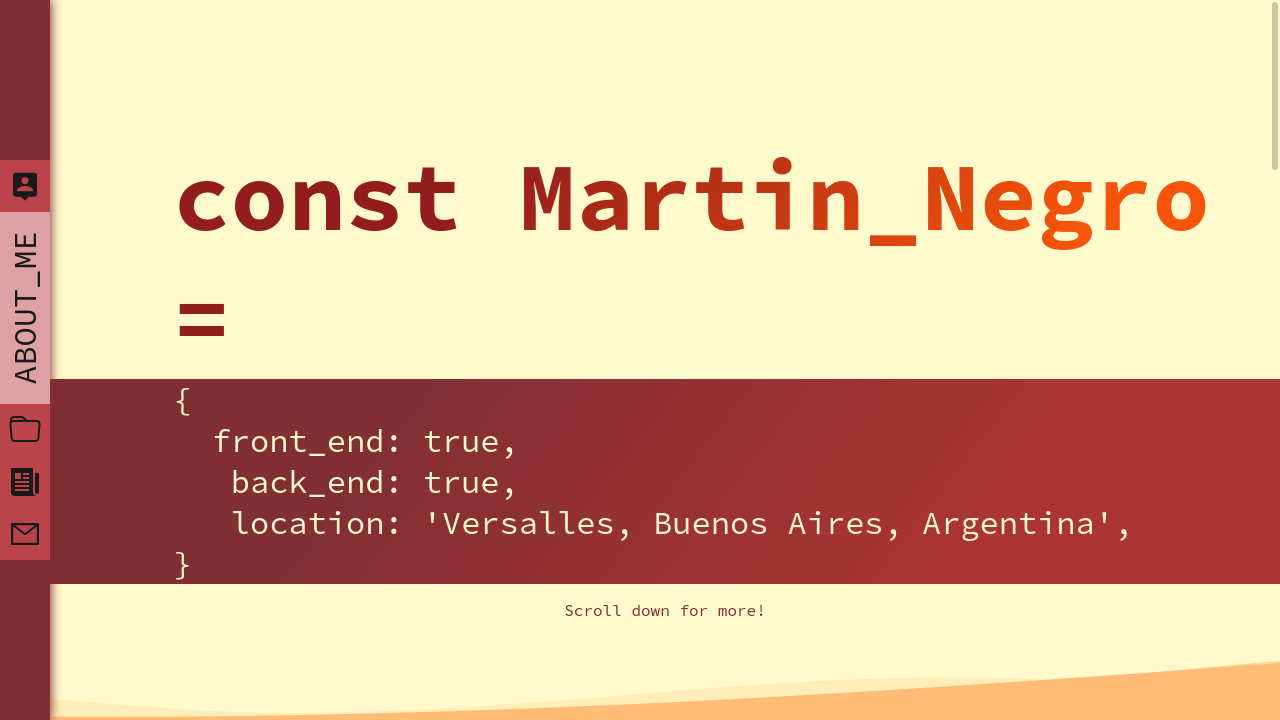 const Martin_Negro
=
ABOUT_ME
{
front_end: true,
back_end: true,
location: 'Versalles, Buenos Aires, Argentina',
}
Scroll down for more!